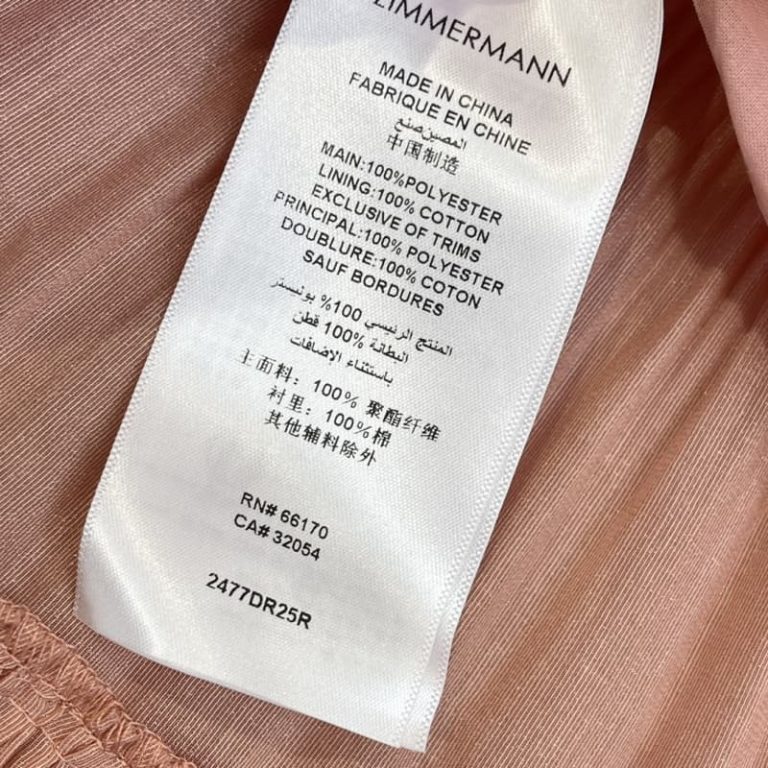 ZIMMERMANN
MADE IN CHINA
FABRIQUE EN CHINE
المصين صنع
中国制造
MAIN:100%POLYESTER
LINING:100% COTTON
EXCLUSIVE OF TRIMS
PRINCIPAL:100% POLYESTER
DOUBLURE:100% COTON
SAUF BORDURES
المنتج الرئيسي 100% بوليستر
البطانة 100% قطن
باستثناء الإضافات
主面料：100% 聚酯纤维
衬里：100%棉
其他辅料除外
RN# 66170
CA# 32054
2477DR25R